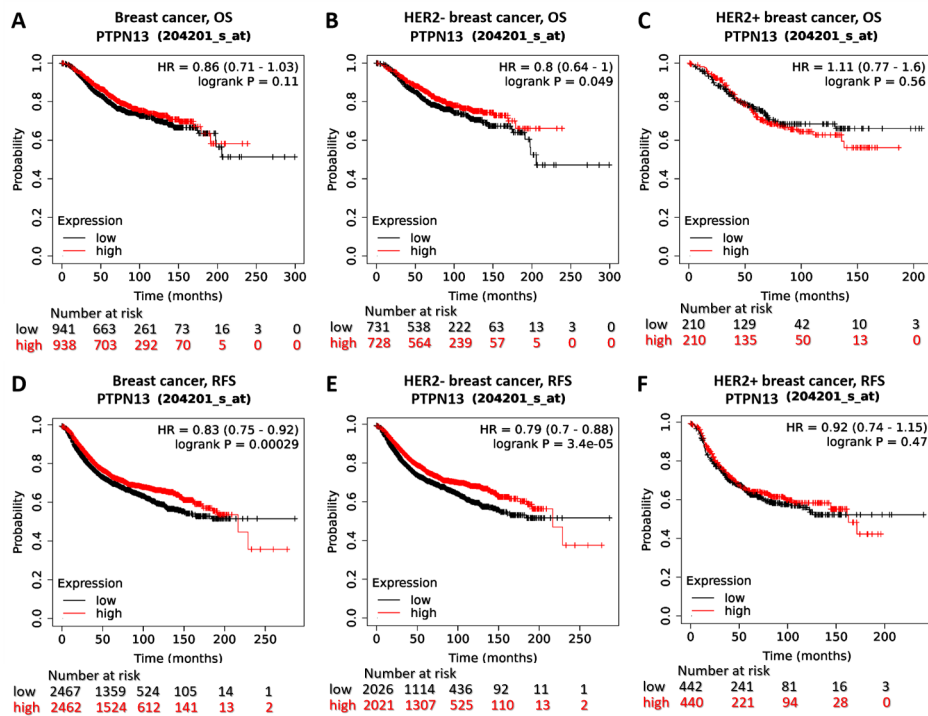 A
Breast cancer, OS
PTPN13 (204201_s_at)
HR = 0.86 (0.71 - 1.03)
logrank P = 0.11
Probability
1.0
0.8
0.6
0.4
0.2
0.0
Expression
low
high
0 50 100 150 200 250 300
Time (months)
Number at risk
low 941 663 261 73 16 3 0
high 938 703 292 70 5 0 0
B
HER2- breast cancer, OS
PTPN13 (204201_s_at)
HR = 0.8 (0.64 - 1)
logrank P = 0.049
Probability
1.0
0.8
0.6
0.4
0.2
0.0
Expression
low
high
0 50 100 150 200 250 300
Time (months)
Number at risk
low 731 538 222 63 13 3 0
high 728 564 239 57 5 0 0
C
HER2+ breast cancer, OS
PTPN13 (204201_s_at)
HR = 1.11 (0.77 - 1.6)
logrank P = 0.56
Probability
1.0
0.8
0.6
0.4
0.2
0.0
Expression
low
high
0 50 100 150 200
Time (months)
Number at risk
low 210 129 42 10 3
high 210 135 50 13 0
D
Breast cancer, RFS
PTPN13 (204201_s_at)
HR = 0.83 (0.75 - 0.92)
logrank P = 0.00029
Probability
1.0
0.8
0.6
0.4
0.2
0.0
Expression
low
high
0 50 100 150 200 250
Time (months)
Number at risk
low 2467 1359 524 105 14 1
high 2462 1524 612 141 13 2
E
HER2- breast cancer, RFS
PTPN13 (204201_s_at)
HR = 0.79 (0.7 - 0.88)
logrank P = 3.4e-05
Probability
1.0
0.8
0.6
0.4
0.2
0.0
Expression
low
high
0 50 100 150 200 250
Time (months)
Number at risk
low 2026 1114 436 92 11 1
high 2021 1307 525 110 13 2
F
HER2+ breast cancer, RFS
PTPN13 (204201_s_at)
HR = 0.92 (0.74 - 1.15)
logrank P = 0.47
Probability
1.0
0.8
0.6
0.4
0.2
0.0
Expression
low
high
0 50 100 150 200
Time (months)
Number at risk
low 442 241 81 16 3
high 440 221 94 28 0